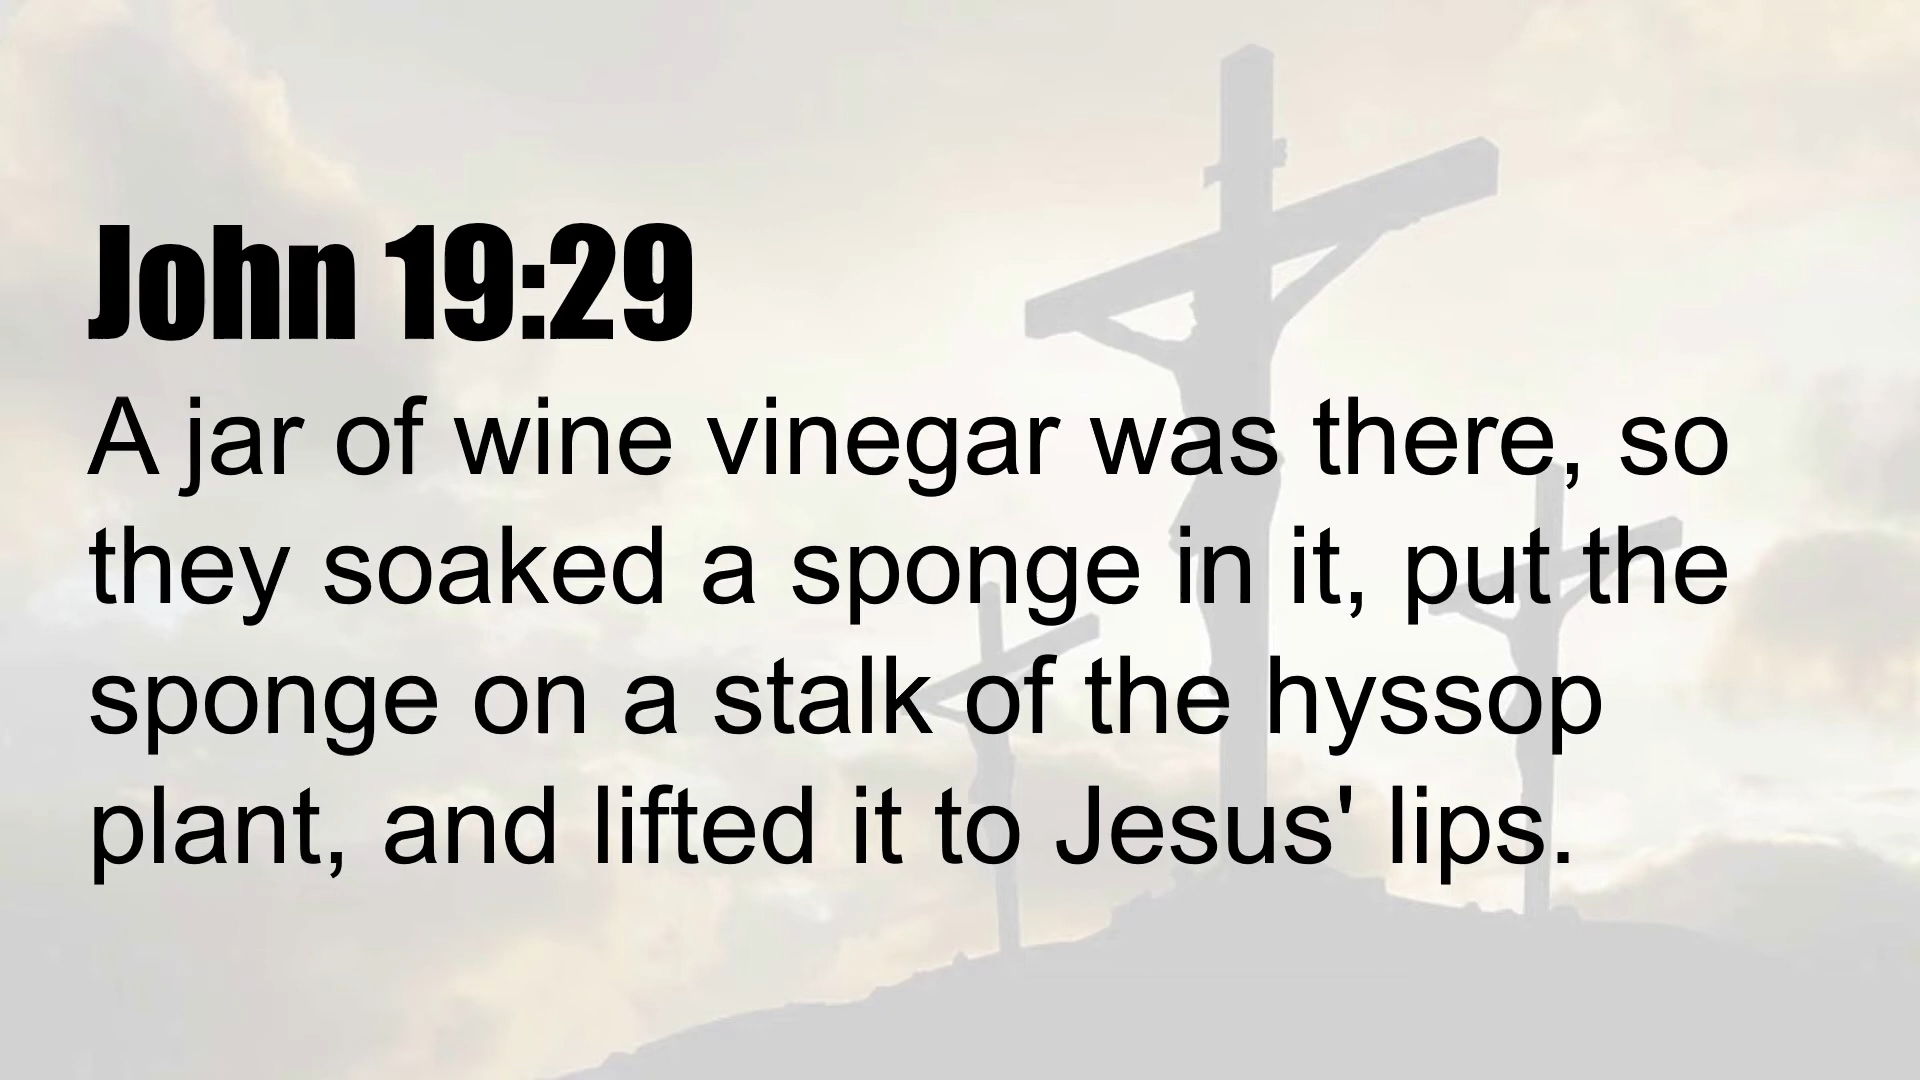 John 19:29
A jar of wine vinegar was there, so
they soaked a sponge in it, put the
sponge on a stalk of the hyssop
plant, and lifted it to Jesus' lips.